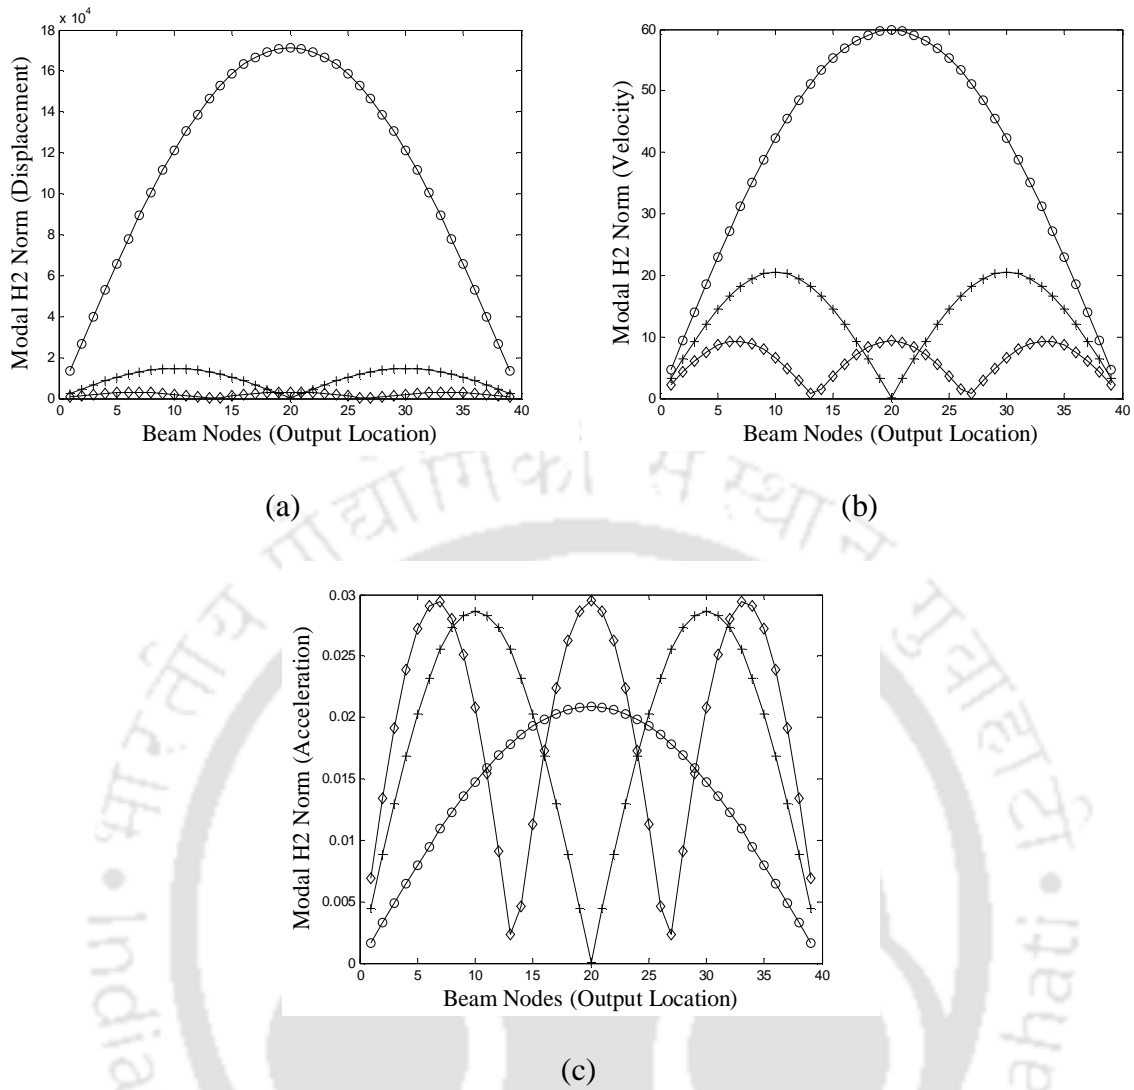 x 10⁴
18
16
14
12
10
8
6
4
2
0
0 5 10 15 20 25 30 35 40
Modal H2 Norm (Displacement)
Beam Nodes (Output Location)
(a)
60
50
40
30
20
10
0
0 5 10 15 20 25 30 35 40
Modal H2 Norm (Velocity)
Beam Nodes (Output Location)
(b)
0.03
0.025
0.02
0.015
0.01
0.005
0
0 5 10 15 20 25 30 35 40
Modal H2 Norm (Acceleration)
Beam Nodes (Output Location)
(c)